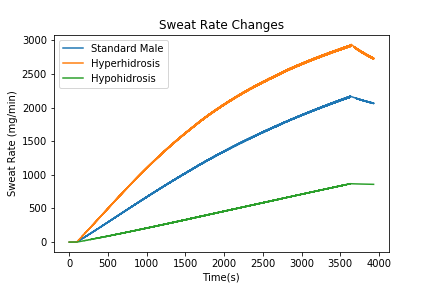 Sweat Rate Changes
Standard Male
Hyperhidrosis
Hypohidrosis
3000
2500
2000
1500
1000
500
0
Sweat Rate (mg/min)
0 500 1000 1500 2000 2500 3000 3500 4000
Time(s)